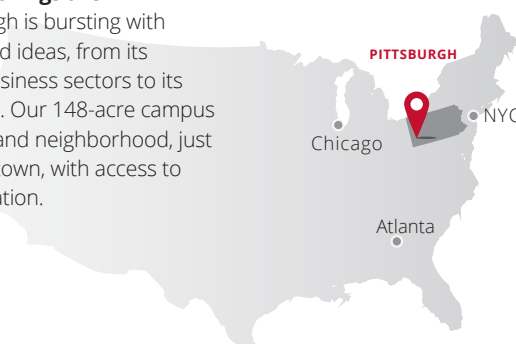 gh is bursting with
d ideas, from its
siness sectors to its
. Our 148-acre campus
and neighborhood, just
own, with access to
ation.
PITTSBURGH
NYC
Chicago
Atlanta